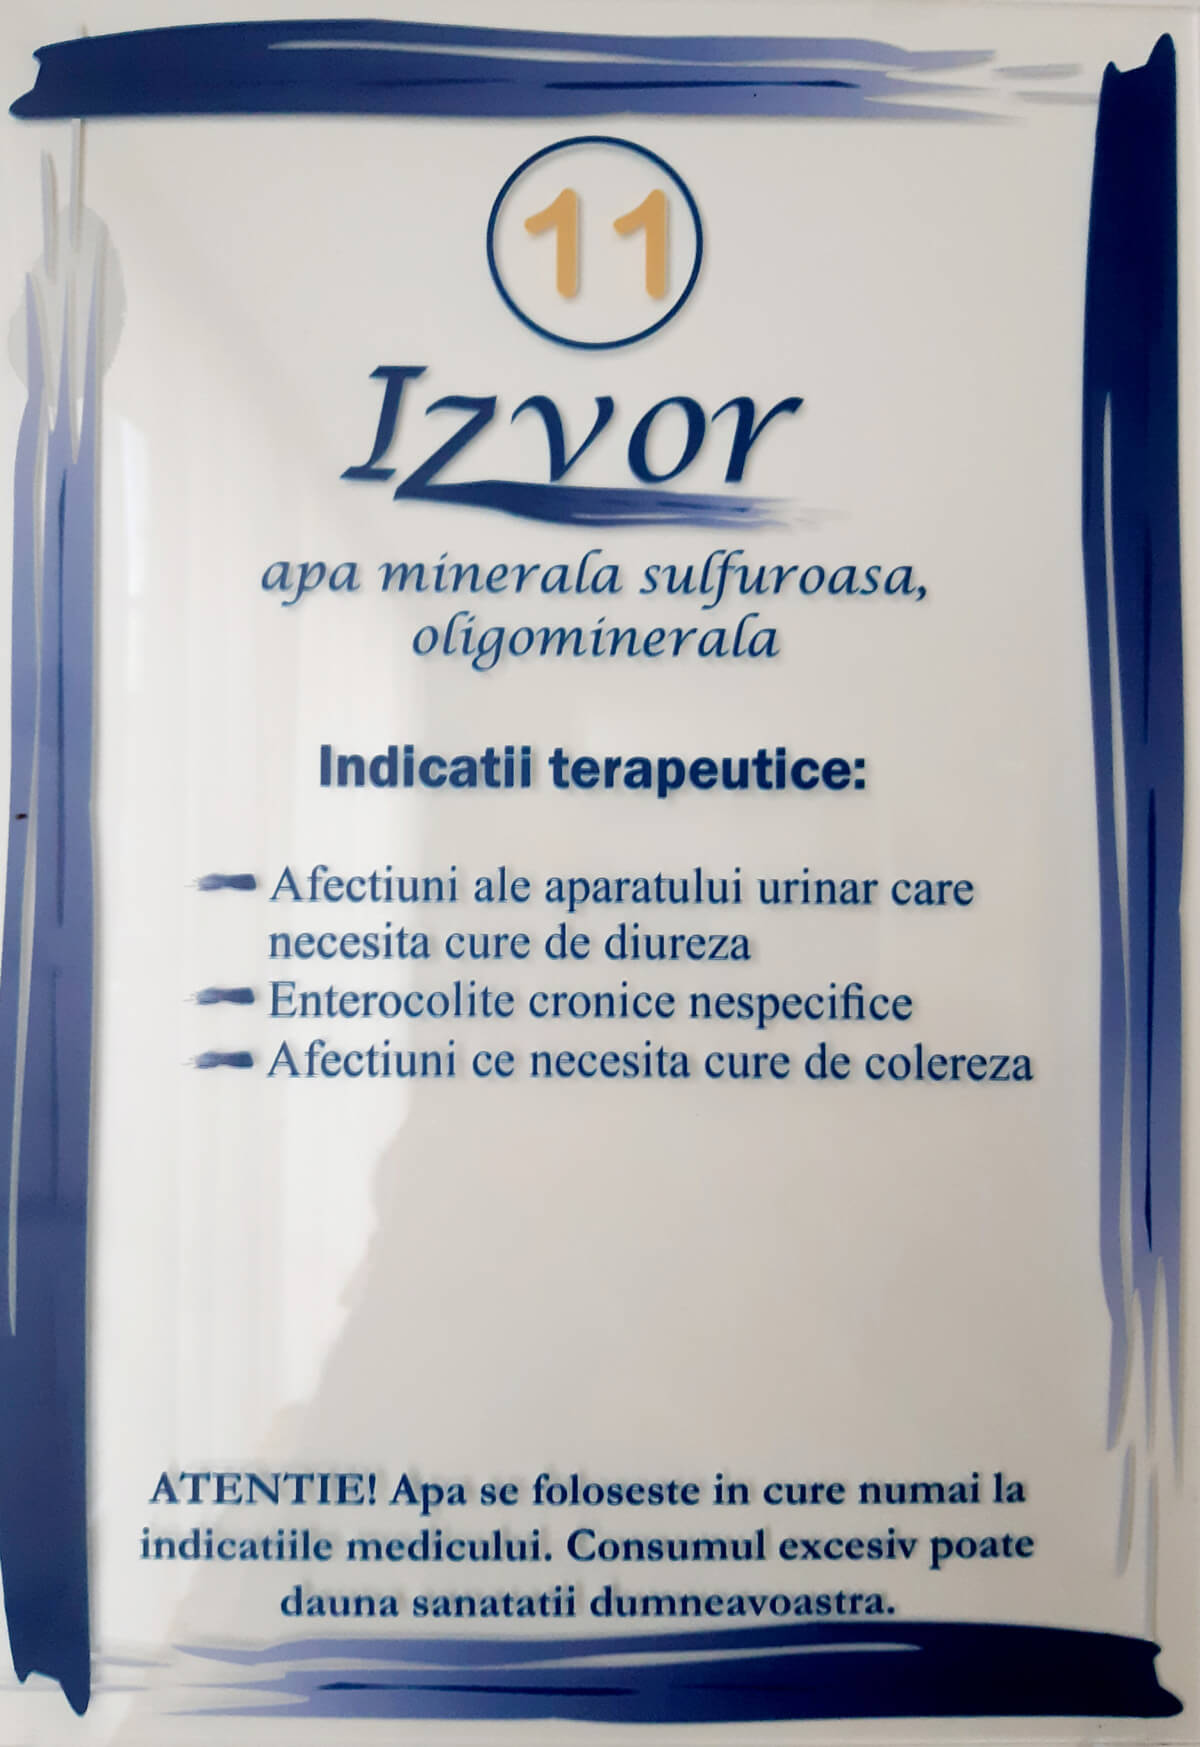 11
Izvor
apa minerala sulfuroasa,
oligominerala
Indicatii terapeutice:
Afectiuni ale aparatului urinar care
necesita cure de diureza
Enterocolite cronice nespecifice
Afectiuni ce necesita cure de colereza
ATENTIE! Apa se foloseste in cure numai la
indicatiile medicului. Consumul excesiv poate
dauna sanatatii dumneavoastra.